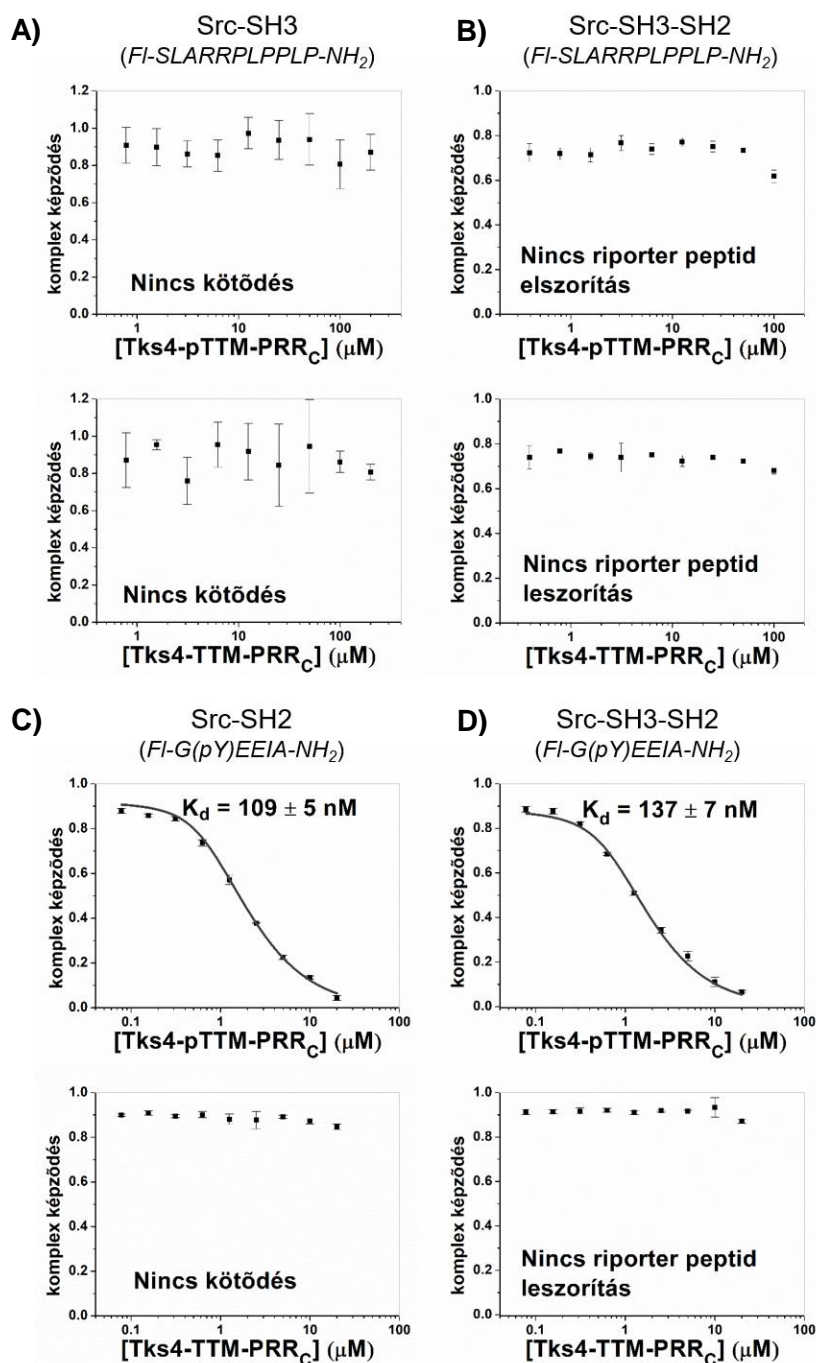 A)
Src-SH3
(Fl-SLARRPLPPLP-NH2)
komplex képzõdés
1.2
1.0
0.8
0.6
0.4
0.2
0.0
Nincs kötõdés
1 10 100
[Tks4-pTTM-PRRC] (µM)
komplex képzõdés
1.2
1.0
0.8
0.6
0.4
0.2
0.0
Nincs kötõdés
1 10 100
[Tks4-TTM-PRRC] (µM)
B)
Src-SH3-SH2
(Fl-SLARRPLPPLP-NH2)
komplex képzõdés
1.0
0.8
0.6
0.4
0.2
0.0
Nincs riporter peptid
elszorítás
1 10 100
[Tks4-pTTM-PRRC] (µM)
komplex képzõdés
1.0
0.8
0.6
0.4
0.2
0.0
Nincs riporter peptid
leszorítás
1 10 100
[Tks4-TTM-PRRC] (µM)
C)
Src-SH2
(Fl-G(pY)EEIA-NH2)
komplex képzõdés
1.0
0.8
0.6
0.4
0.2
0.0
Kd = 109 ± 5 nM
0.1 1 10 100
[Tks4-pTTM-PRRC] (µM)
komplex képzõdés
1.0
0.8
0.6
0.4
0.2
0.0
Nincs kötõdés
0.1 1 10 100
[Tks4-TTM-PRRC] (µM)
D)
Src-SH3-SH2
(Fl-G(pY)EEIA-NH2)
komplex képzõdés
1.0
0.8
0.6
0.4
0.2
0.0
Kd = 137 ± 7 nM
0.1 1 10 100
[Tks4-pTTM-PRRC] (µM)
komplex képzõdés
1.0
0.8
0.6
0.4
0.2
0.0
Nincs riporter peptid
leszorítás
0.1 1 10 100
[Tks4-TTM-PRRC] (µM)